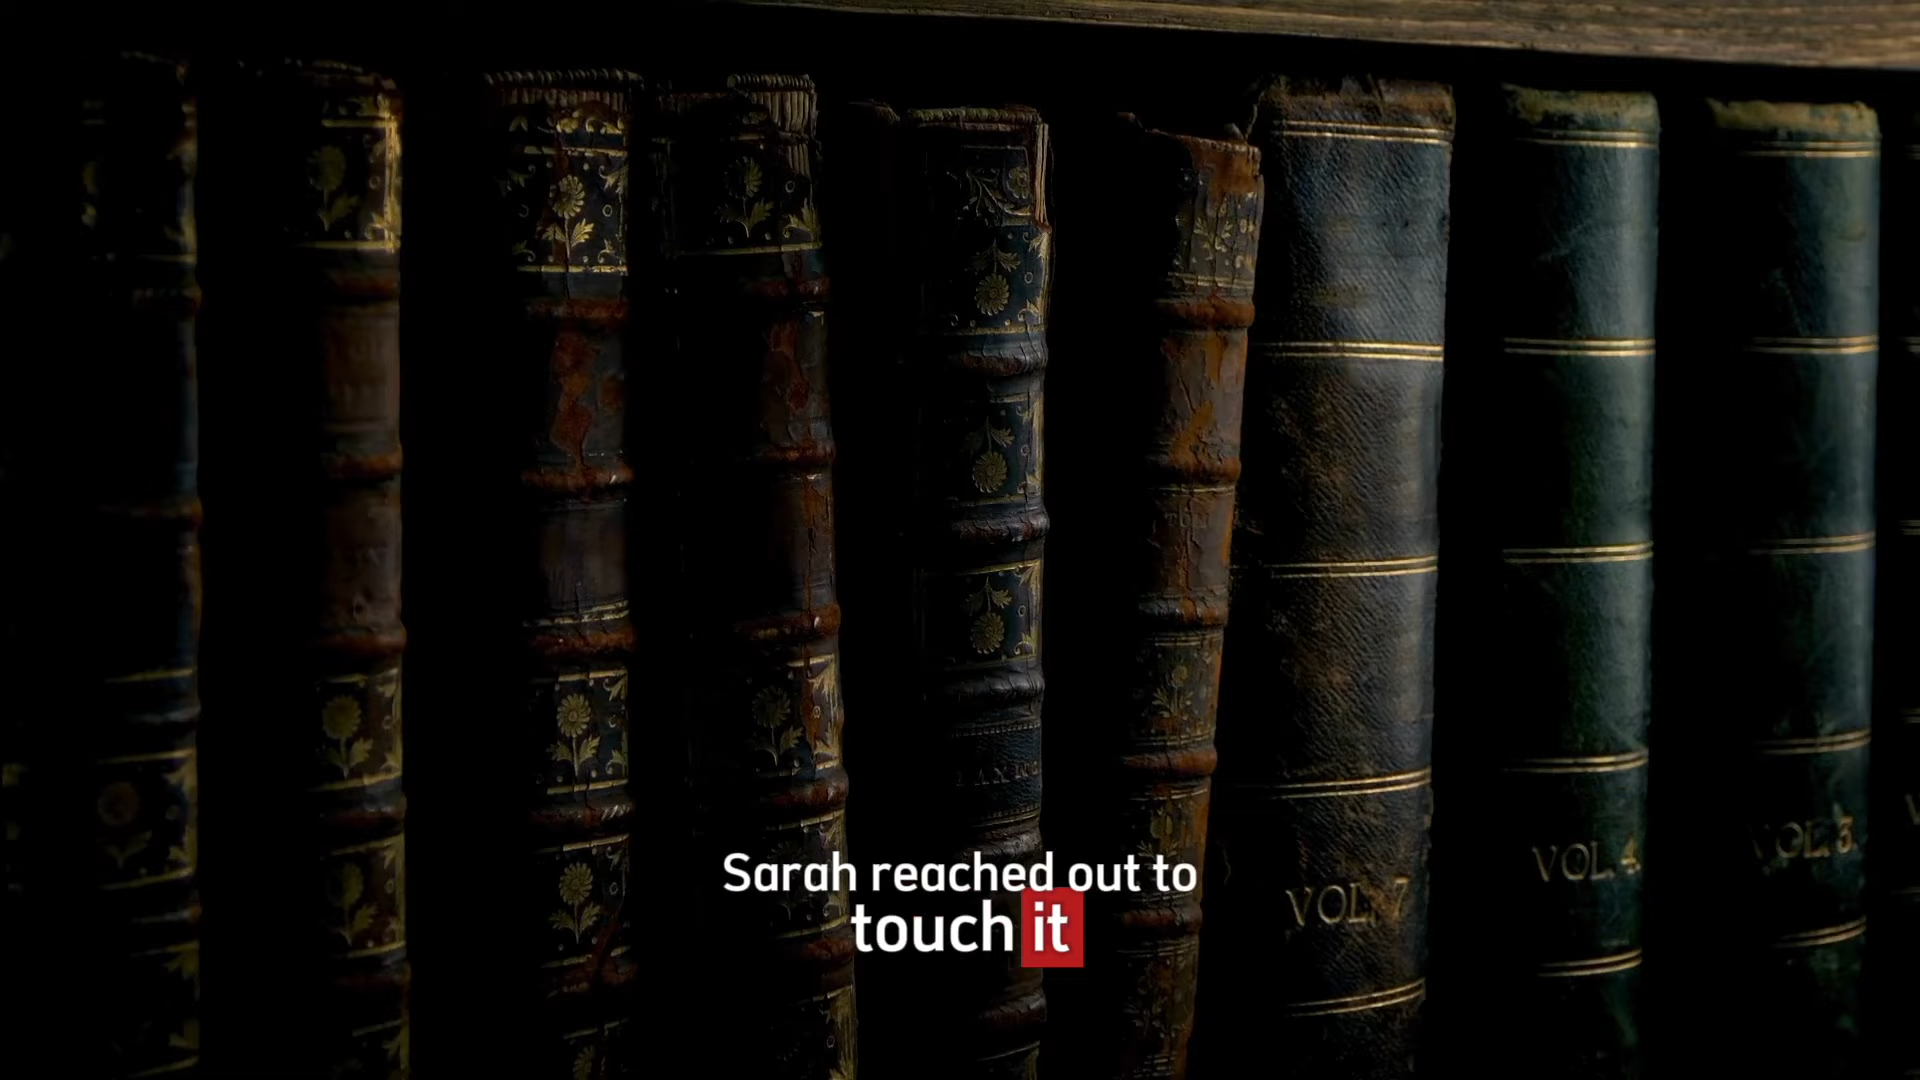 Sarah reached out to
touch it
VOL. 7
VOL. 4
VOL. 3